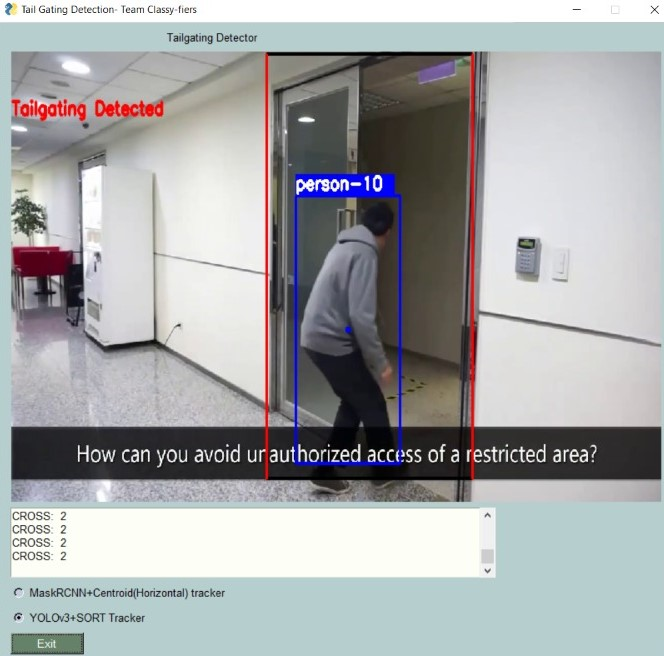 Tail Gating Detection- Team Classy-fiers
Tailgating Detector
Tailgating Detected
person-10
How can you avoid unauthorized access of a restricted area?
CROSS: 2
CROSS: 2
CROSS: 2
CROSS: 2
MaskRCNN+Centroid(Horizontal) tracker
YOLOv3+SORT Tracker
Exit